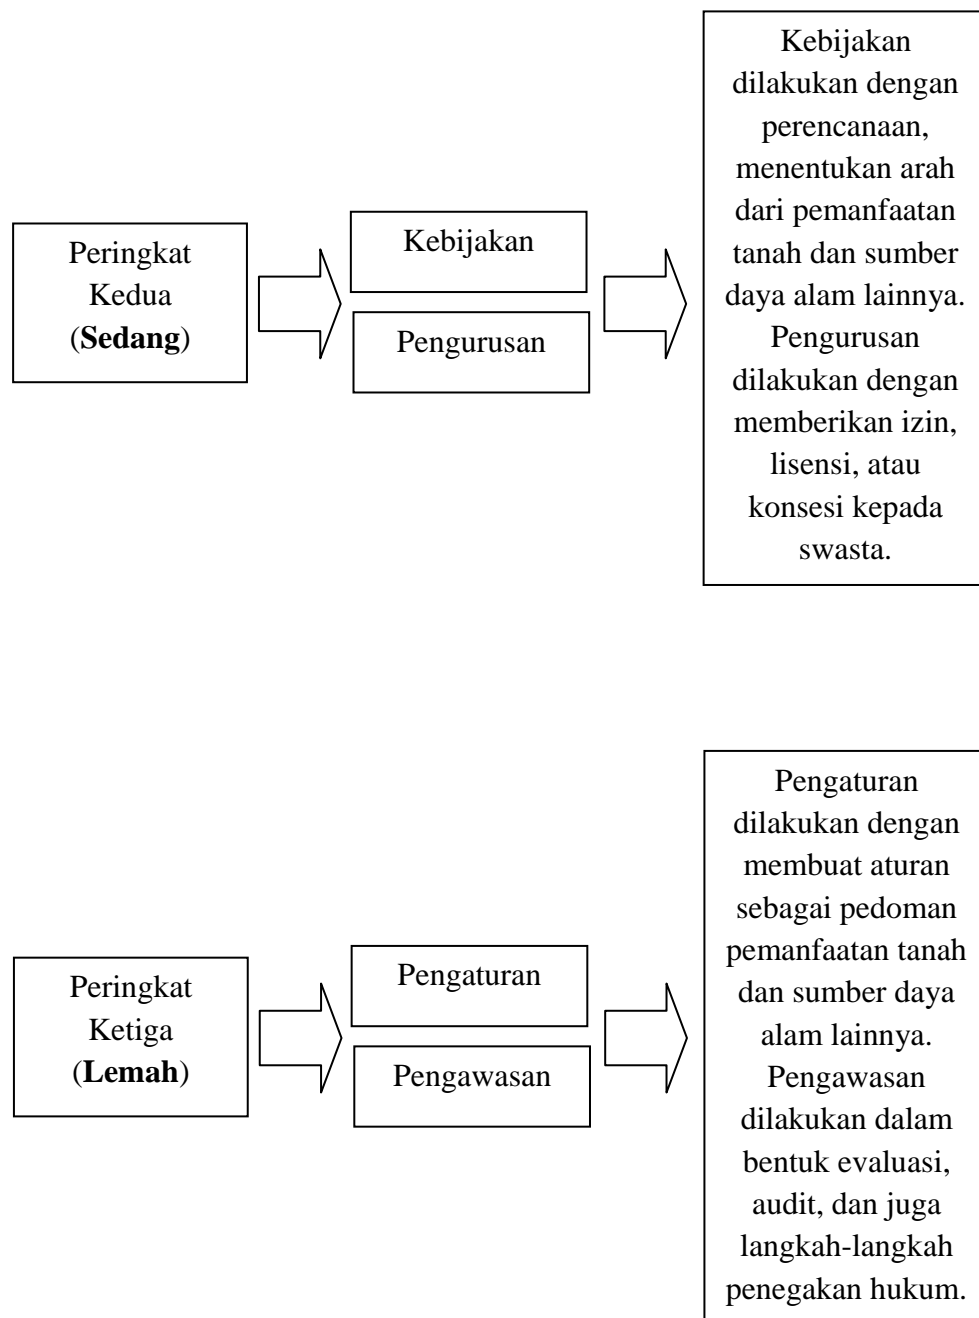 Peringkat
Kedua
(Sedang)
Kebijakan
Pengurusan
Kebijakan
dilakukan dengan
perencanaan,
menentukan arah
dari pemanfaatan
tanah dan sumber
daya alam lainnya.
Pengurusan
dilakukan dengan
memberikan izin,
lisensi, atau
konsesi kepada
swasta.
Peringkat
Ketiga
(Lemah)
Pengaturan
Pengawasan
Pengaturan
dilakukan dengan
membuat aturan
sebagai pedoman
pemanfaatan tanah
dan sumber daya
alam lainnya.
Pengawasan
dilakukan dalam
bentuk evaluasi,
audit, dan juga
langkah-langkah
penegakan hukum.